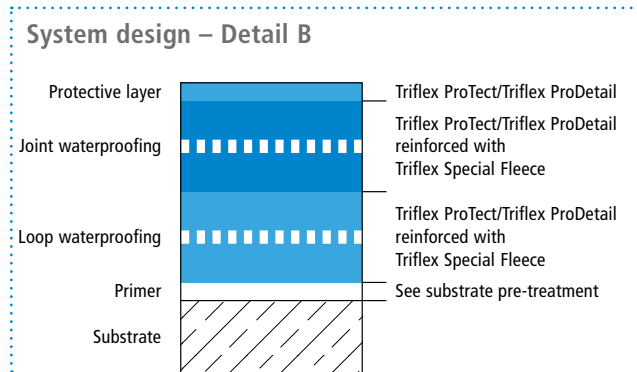 System design – Detail B
Protective layer
Triflex ProTect/Triflex ProDetail
Joint waterproofing
Triflex ProTect/Triflex ProDetail
reinforced with
Triflex Special Fleece
Loop waterproofing
Triflex ProTect/Triflex ProDetail
reinforced with
Triflex Special Fleece
Primer
See substrate pre-treatment
Substrate